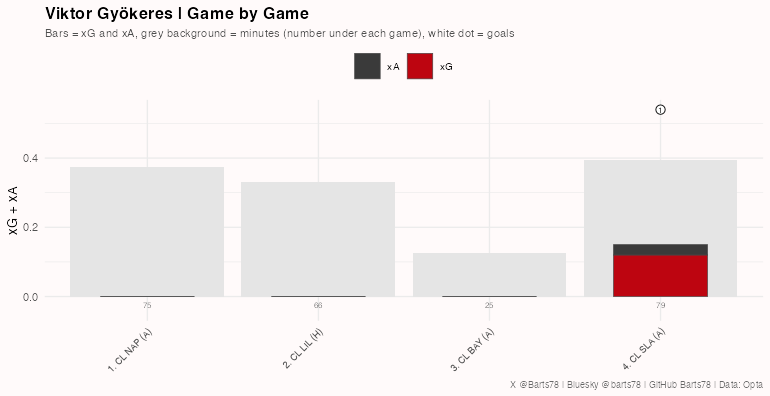 Viktor Gyökeres | Game by Game
Bars = xG and xA, grey background = minutes (number under each game), white dot = goals
xA xG
1
0.4
0.2
0.0
xG + xA
75 66 25 79
1. CL NAP (A)
2. CL LIL (H)
3. CL BAY (A)
4. CL SLA (A)
X @Barts78 | Bluesky @barts78 | GitHub Barts78 | Data: Opta